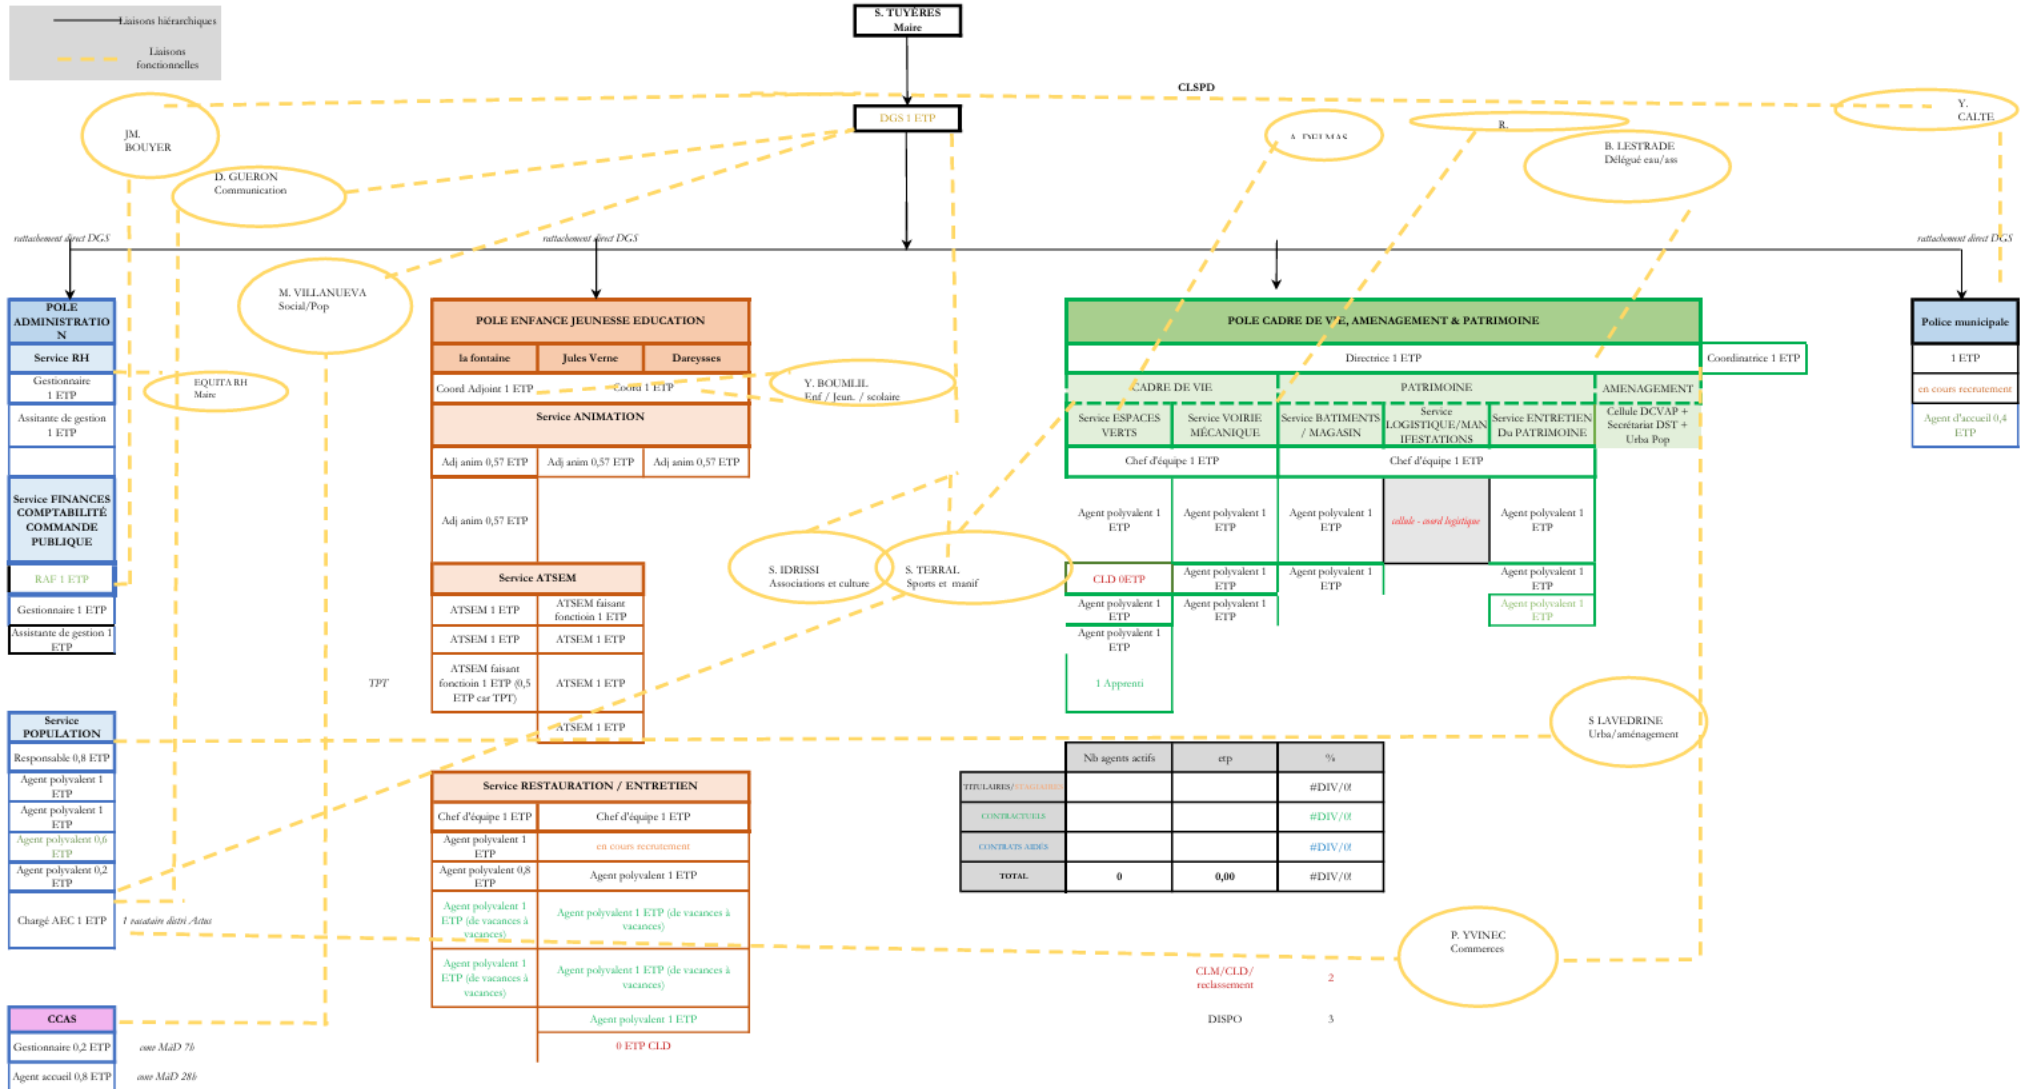 Liaisons hiérarchiques
Liaisons
fonctionnelles
S. TUYÈRES
Maire
CLSPD
DGS 1 ETP
JM.
BOUYER
D. GUERON
Communication
A. DELMAS
R.
B. LESTRADE
Délégué eau/ass
Y.
CALTE
rattachement direct DGS
rattachement direct DGS
rattachement direct DGS
M. VILLANUEVA
Social/Pop
POLE
ADMINISTRATIO
N
Service RH
Gestionnaire
1 ETP
Assitante de gestion
1 ETP
EQUITA RH
Maire
Service FINANCES
COMPTABILITÉ
COMMANDE
PUBLIQUE
RAF 1 ETP
Gestionnaire 1 ETP
Assistante de gestion 1
ETP
Service
POPULATION
Responsable 0,8 ETP
Agent polyvalent 1
ETP
Agent polyvalent 1
ETP
Agent polyvalent 0,6
ETP
Agent polyvalent 0,2
ETP
Chargé AEC 1 ETP
1 vacataire distri Actus
CCAS
Gestionnaire 0,2 ETP
conv MàD 7h
Agent accueil 0,8 ETP
conv MàD 28h
POLE ENFANCE JEUNESSE EDUCATION
la fontaine
Jules Verne
Dareysses
Coord Adjoint 1 ETP
Coord 1 ETP
Y. BOUMLIL
Enf / Jeun. / scolaire
Service ANIMATION
Adj anim 0,57 ETP
Adj anim 0,57 ETP
Adj anim 0,57 ETP
Adj anim 0,57 ETP
Service ATSEM
ATSEM 1 ETP
ATSEM faisant
fonctioin 1 ETP
ATSEM 1 ETP
ATSEM 1 ETP
TPT
ATSEM faisant
fonctioin 1 ETP (0,5
ETP car TPT)
ATSEM 1 ETP
ATSEM 1 ETP
Service RESTAURATION / ENTRETIEN
Chef d'équipe 1 ETP
Chef d'équipe 1 ETP
Agent polyvalent 1
ETP
en cours recrutement
Agent polyvalent 0,8
ETP
Agent polyvalent 1 ETP
Agent polyvalent 1
ETP (de vacances à
vacances)
Agent polyvalent 1 ETP (de vacances à
vacances)
Agent polyvalent 1
ETP (de vacances à
vacances)
Agent polyvalent 1 ETP (de vacances à
vacances)
Agent polyvalent 1 ETP
0 ETP CLD
S. IDRISSI
Associations et culture
S. TERRAL
Sports et manif
POLE CADRE DE VIE, AMENAGEMENT & PATRIMOINE
Directrice 1 ETP
Coordinatrice 1 ETP
CADRE DE VIE
PATRIMOINE
AMENAGEMENT
Service ESPACES
VERTS
Service VOIRIE
MÉCANIQUE
Service BATIMENTS
/ MAGASIN
Service
LOGISTIQUE/MAN
IFESTATIONS
Service ENTRETIEN
Du PATRIMOINE
Cellule DCVAP +
Secrétariat DST +
Urba Pop
Chef d'équipe 1 ETP
Chef d'équipe 1 ETP
Agent polyvalent 1
ETP
Agent polyvalent 1
ETP
Agent polyvalent 1
ETP
cellule - coord logistique
Agent polyvalent 1
ETP
CLD 0ETP
Agent polyvalent 1
ETP
Agent polyvalent 1
ETP
Agent polyvalent 1
ETP
Agent polyvalent 1
ETP
Agent polyvalent 1
ETP
Agent polyvalent 1
ETP
Agent polyvalent 1
ETP
1 Apprenti
Police municipale
1 ETP
en cours recrutement
Agent d'accueil 0,4
ETP
S LAVEDRINE
Urba/aménagement
Nb agents actifs
etp
%
TITULAIRES/STAGIAIRES
#DIV/0!
CONTRACTUELS
#DIV/0!
CONTRATS AIDÉS
#DIV/0!
TOTAL
0
0,00
#DIV/0!
P. YVINEC
Commerces
CLM/CLD/
reclassement
2
DISPO
3